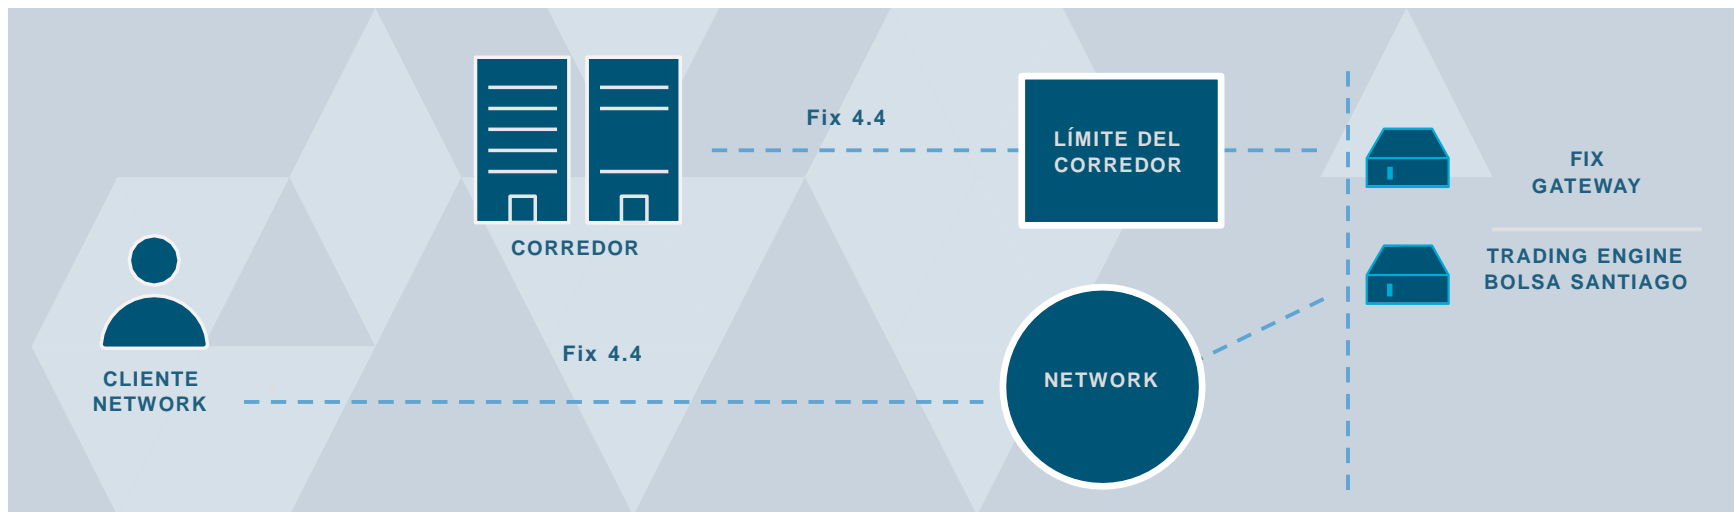 Fix 4.4
LÍMITE DEL
CORREDOR
FIX
GATEWAY
CORREDOR
TRADING ENGINE
BOLSA SANTIAGO
Fix 4.4
CLIENTE
NETWORK
NETWORK